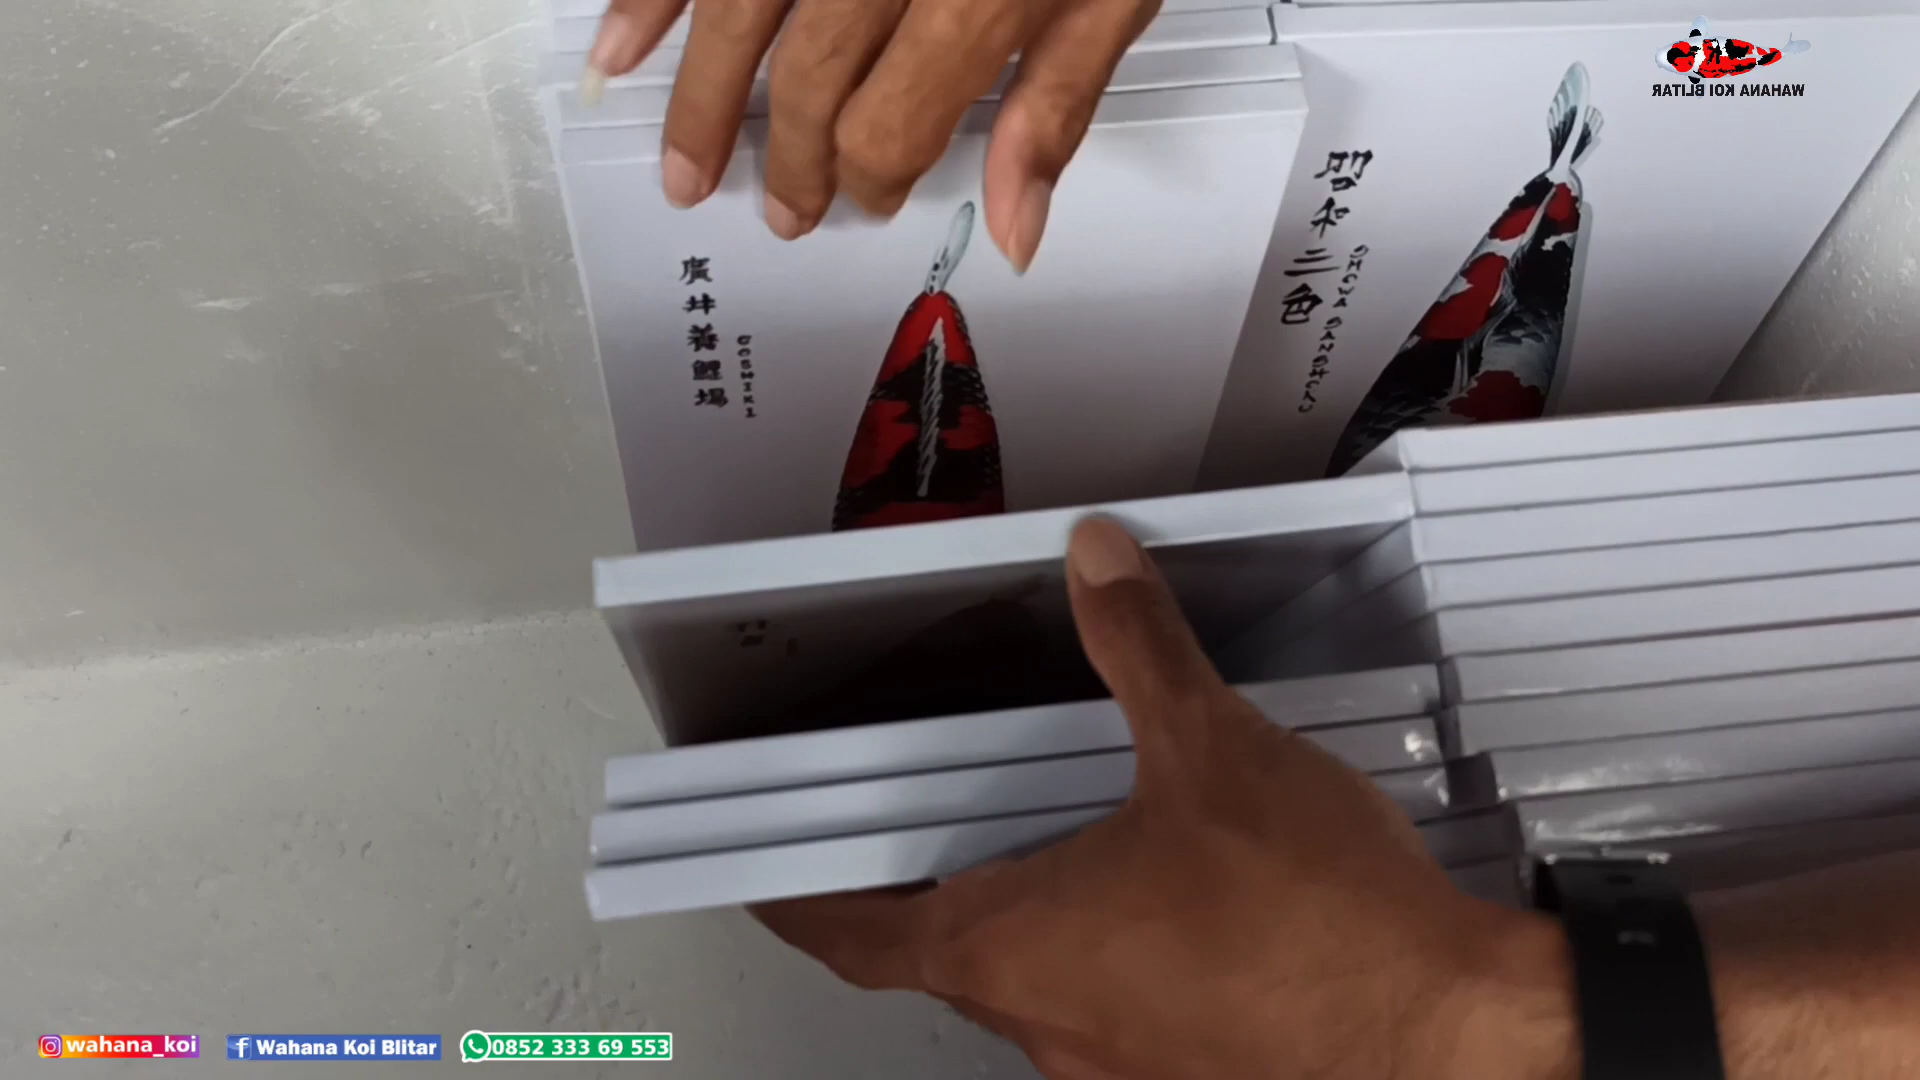 WAHANA KOI BLITAR
廣井養鯉場
GOSHIKI
昭和三色
SHOWA SANSHOKU
wahana_koi
Wahana Koi Blitar
0852 333 69 553